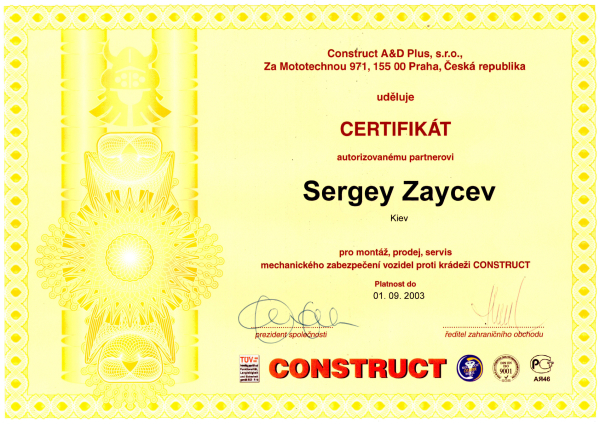 Construct A&D Plus, s.r.o.,
Za Mototechnou 971, 155 00 Praha, Česká republika
uděluje
CERTIFIKÁT
autorizovanému partnerovi
Sergey Zaycev
Kiev
pro montáž, prodej, servis
mechanického zabezpečení vozidel proti krádeži CONSTRUCT
Platnost do
01. 09. 2003
prezident společnosti
ředitel zahraničního obchodu
TÜV
CONSTRUCT
ISO
9001
АЯ46